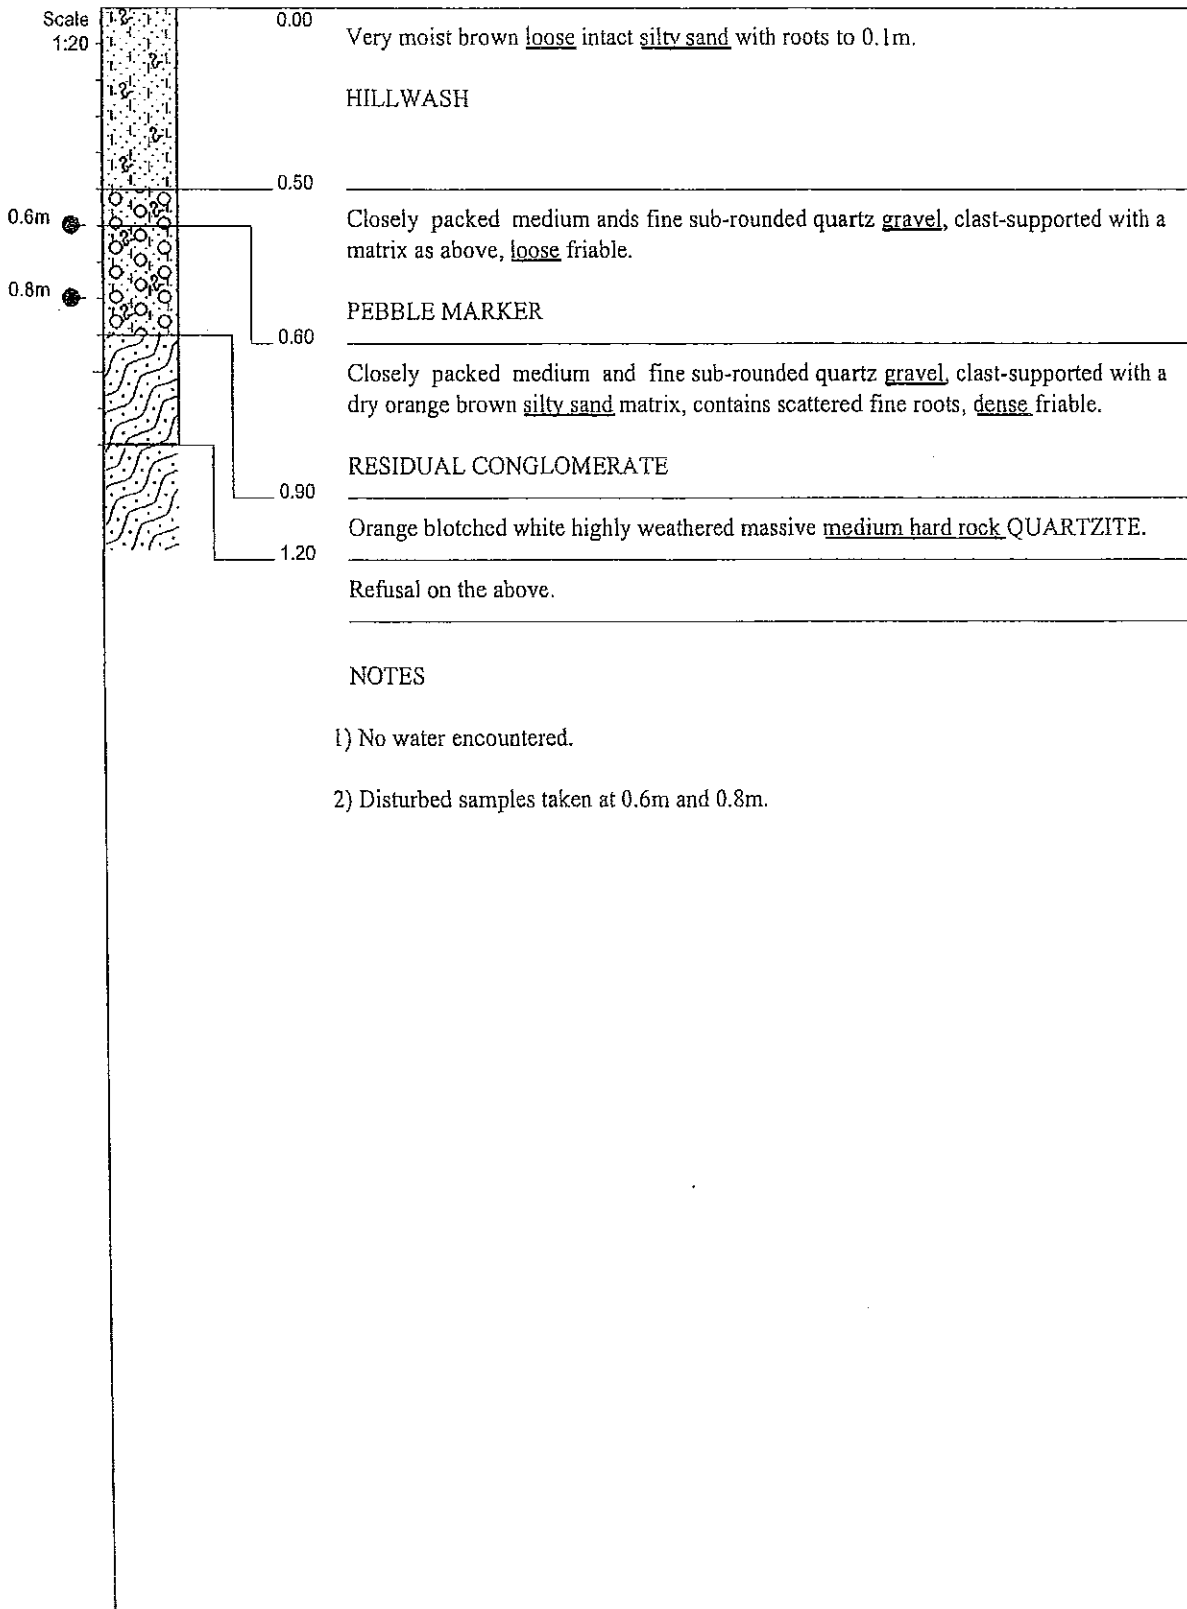 Scale
1:20
0.00
Very moist brown loose intact silty sand with roots to 0.1m.
HILLWASH
0.50
0.6m
Closely packed medium ands fine sub-rounded quartz gravel, clast-supported with a
matrix as above, loose friable.
0.8m
PEBBLE MARKER
0.60
Closely packed medium and fine sub-rounded quartz gravel, clast-supported with a
dry orange brown silty sand matrix, contains scattered fine roots, dense friable.
RESIDUAL CONGLOMERATE
0.90
Orange blotched white highly weathered massive medium hard rock QUARTZITE.
1.20
Refusal on the above.
NOTES
1) No water encountered.
2) Disturbed samples taken at 0.6m and 0.8m.